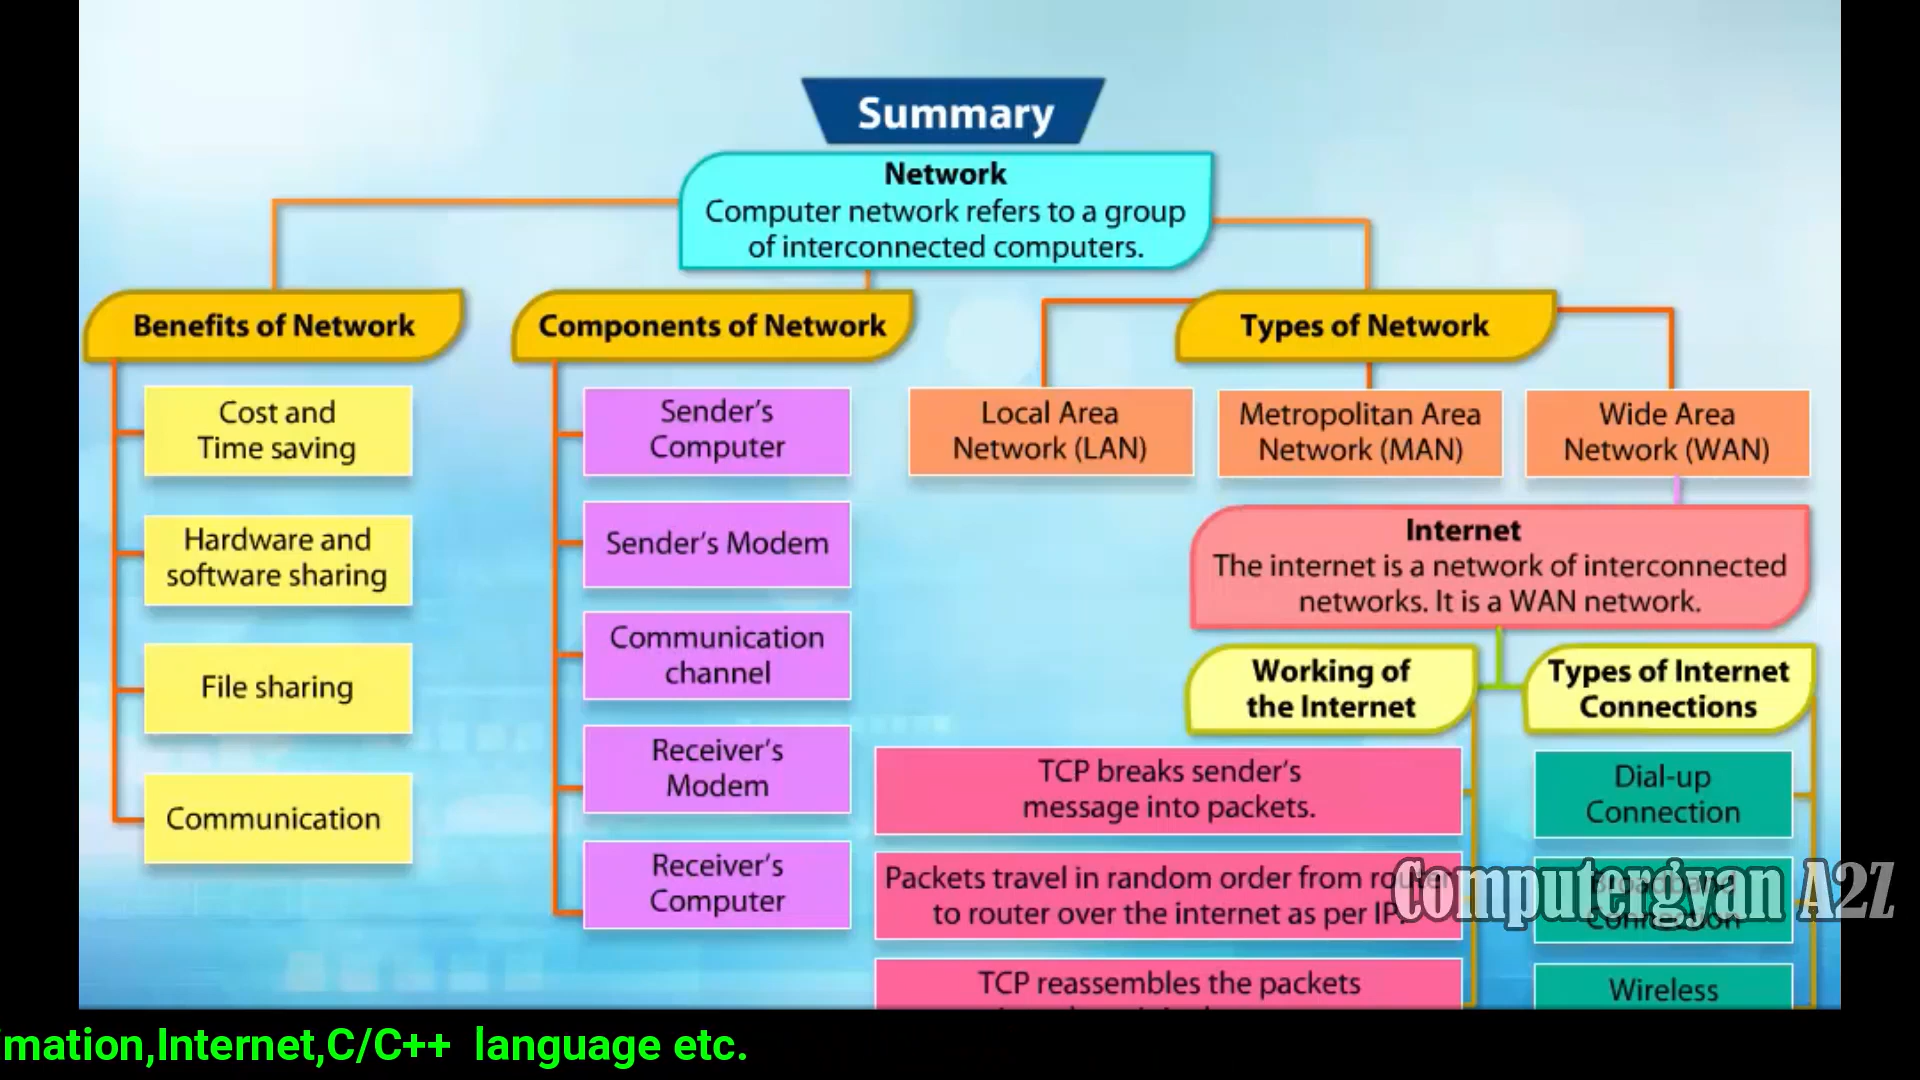 Summary
Network
Computer network refers to a group
of interconnected computers.
Benefits of Network
Cost and
Time saving
Hardware and
software sharing
File sharing
Communication
Components of Network
Sender's
Computer
Sender's Modem
Communication
channel
Receiver's
Modem
Receiver's
Computer
Types of Network
Local Area
Network (LAN)
Metropolitan Area
Network (MAN)
Wide Area
Network (WAN)
Internet
The internet is a network of interconnected
networks. It is a WAN network.
Working of
the Internet
TCP breaks sender's
message into packets.
Packets travel in random order from router
to router over the internet as per IP.
TCP reassembles the packets
Types of Internet
Connections
Dial-up
Connection
Broadband
Connection
Wireless
Computergyan A2Z
mation,Internet,C/C++ language etc.